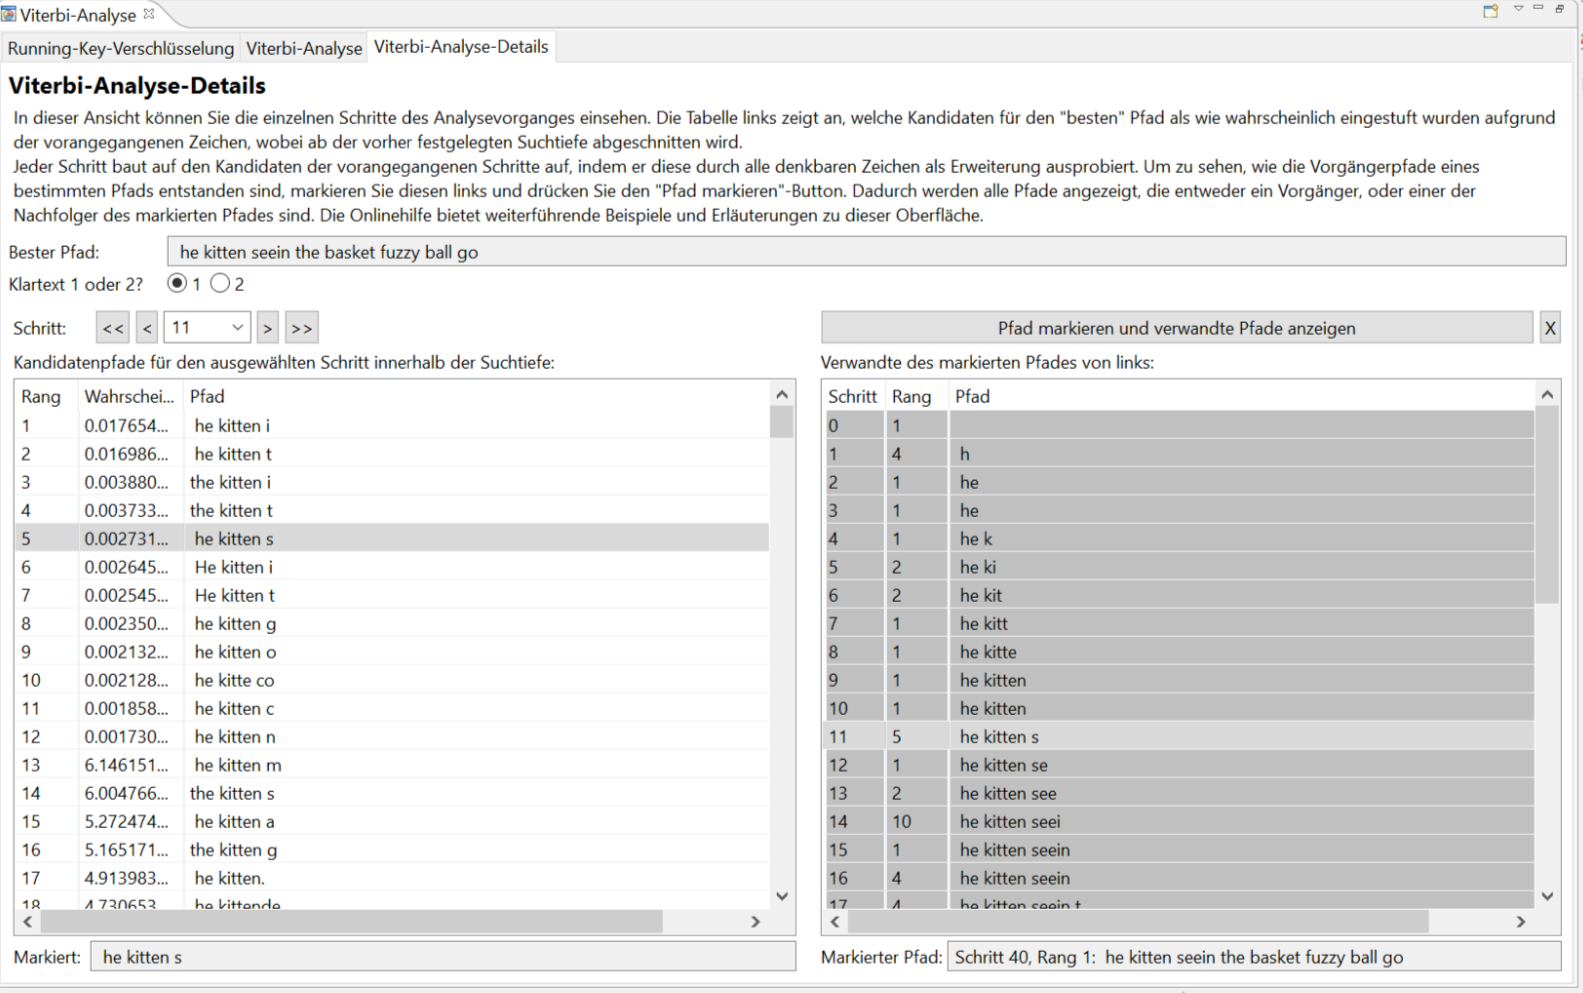 Viterbi-Analyse
Running-Key-Verschlüsselung Viterbi-Analyse Viterbi-Analyse-Details
Viterbi-Analyse-Details
In dieser Ansicht können Sie die einzelnen Schritte des Analysevorganges einsehen. Die Tabelle links zeigt an, welche Kandidaten für den "besten" Pfad als wie wahrscheinlich eingestuft wurden aufgrund
der vorangegangenen Zeichen, wobei ab der vorher festgelegten Suchtiefe abgeschnitten wird.
Jeder Schritt baut auf den Kandidaten der vorangegangenen Schritte auf, indem er diese durch alle denkbaren Zeichen als Erweiterung ausprobiert. Um zu sehen, wie die Vorgängerpfade eines
bestimmten Pfads entstanden sind, markieren Sie diesen links und drücken Sie den "Pfad markieren"-Button. Dadurch werden alle Pfade angezeigt, die entweder ein Vorgänger, oder einer der
Nachfolger des markierten Pfades sind. Die Onlinehilfe bietet weiterführende Beispiele und Erläuterungen zu dieser Oberfläche.
Bester Pfad: he kitten seein the basket fuzzy ball go
Klartext 1 oder 2? 1 2
Schritt: << < 11 > >>
Kandidatenpfade für den ausgewählten Schritt innerhalb der Suchtiefe:
Rang Wahrschei... Pfad
1 0.017654... he kitten i
2 0.016986... he kitten t
3 0.003880... the kitten i
4 0.003733... the kitten t
5 0.002731... he kitten s
6 0.002645... He kitten i
7 0.002545... He kitten t
8 0.002350... he kitten g
9 0.002132... he kitten o
10 0.002128... he kitte co
11 0.001858... he kitten c
12 0.001730... he kitten n
13 6.146151... he kitten m
14 6.004766... the kitten s
15 5.272474... he kitten a
16 5.165171... the kitten g
17 4.913983... he kitten.
18 4.730653... he kittende
Markiert: he kitten s
Pfad markieren und verwandte Pfade anzeigen X
Verwandte des markierten Pfades von links:
Schritt Rang Pfad
0 1
1 4 h
2 1 he
3 1 he
4 1 he k
5 2 he ki
6 2 he kit
7 1 he kitt
8 1 he kitte
9 1 he kitten
10 1 he kitten
11 5 he kitten s
12 1 he kitten se
13 2 he kitten see
14 10 he kitten seei
15 1 he kitten seein
16 4 he kitten seein
17 4 he kitten seein t
Markierter Pfad: Schritt 40, Rang 1: he kitten seein the basket fuzzy ball go